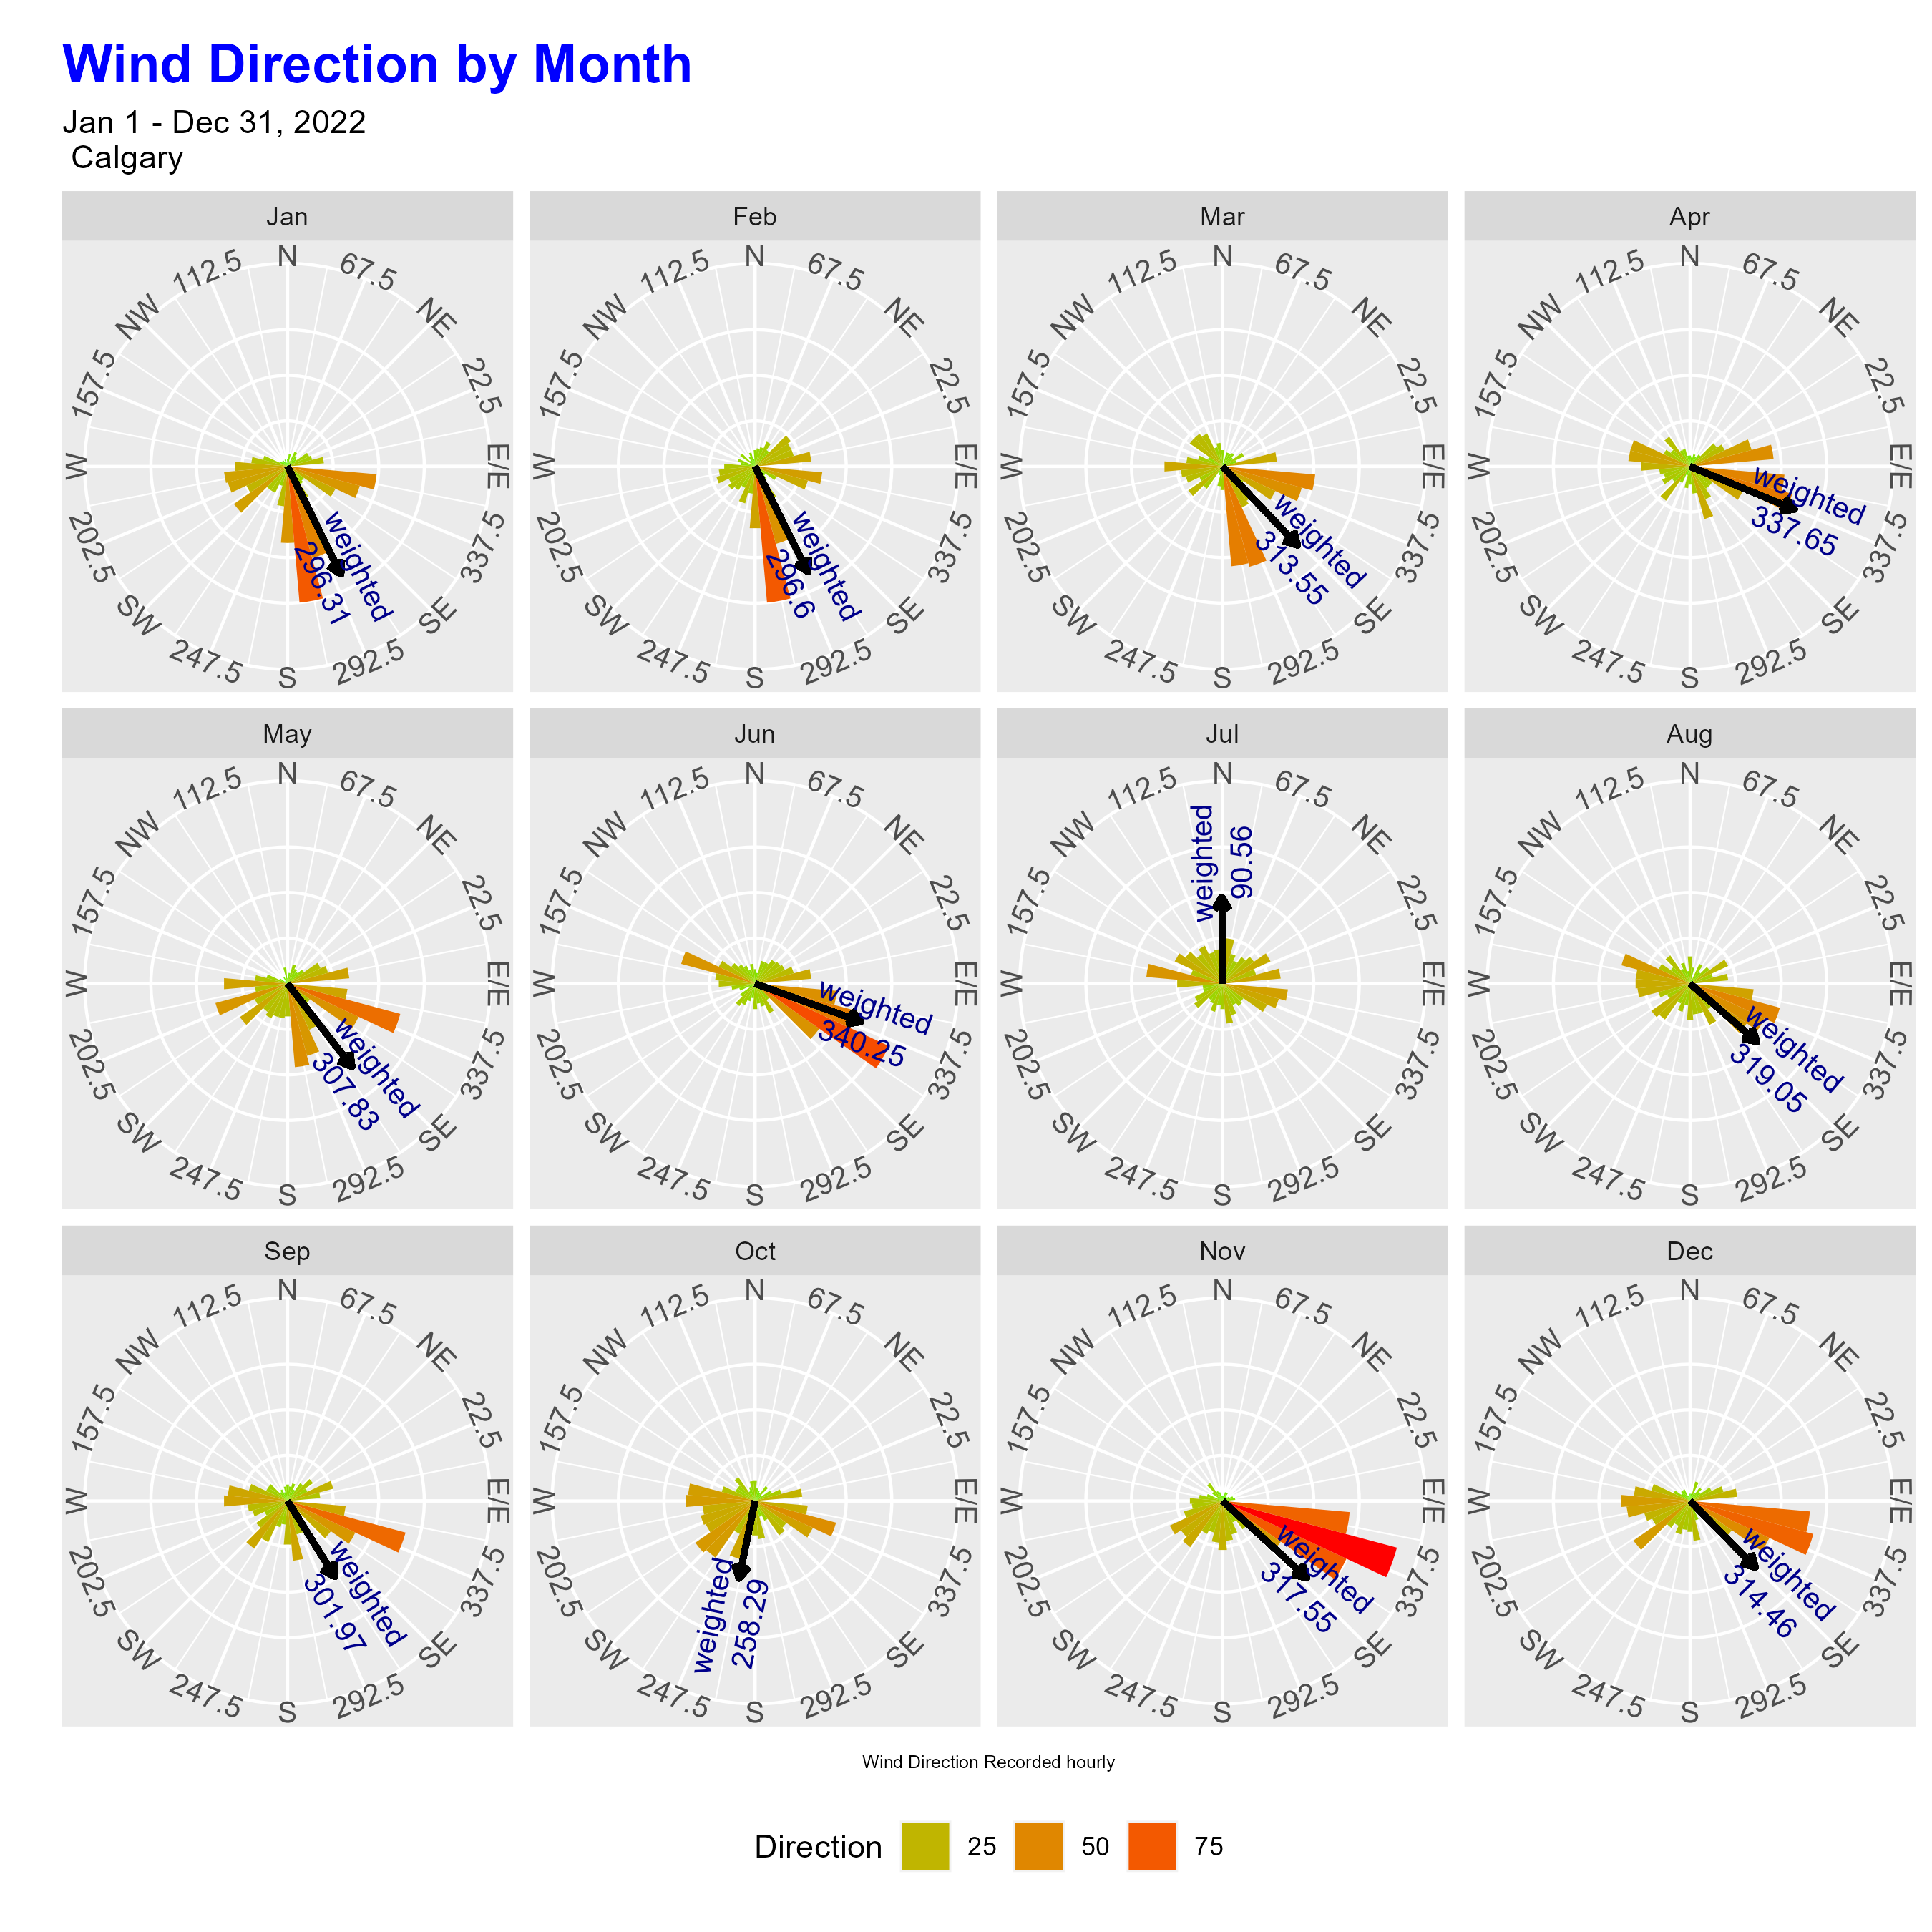 Wind Direction by Month
Jan 1 - Dec 31, 2022
Calgary
Jan
N
67.5
NE
22.5
E/E
337.5
SE
292.5
S
247.5
SW
202.5
W
157.5
NW
112.5
weighted
296.31
Feb
N
67.5
NE
22.5
E/E
337.5
SE
292.5
S
247.5
SW
202.5
W
157.5
NW
112.5
weighted
296.6
Mar
N
67.5
NE
22.5
E/E
337.5
SE
292.5
S
247.5
SW
202.5
W
157.5
NW
112.5
weighted
313.55
Apr
N
67.5
NE
22.5
E/E
337.5
SE
292.5
S
247.5
SW
202.5
W
157.5
NW
112.5
weighted
337.65
May
N
67.5
NE
22.5
E/E
337.5
SE
292.5
S
247.5
SW
202.5
W
157.5
NW
112.5
weighted
307.83
Jun
N
67.5
NE
22.5
E/E
337.5
SE
292.5
S
247.5
SW
202.5
W
157.5
NW
112.5
weighted
340.25
Jul
N
67.5
NE
22.5
E/E
337.5
SE
292.5
S
247.5
SW
202.5
W
157.5
NW
112.5
weighted
90.56
Aug
N
67.5
NE
22.5
E/E
337.5
SE
292.5
S
247.5
SW
202.5
W
157.5
NW
112.5
weighted
319.05
Sep
N
67.5
NE
22.5
E/E
337.5
SE
292.5
S
247.5
SW
202.5
W
157.5
NW
112.5
weighted
301.97
Oct
N
67.5
NE
22.5
E/E
337.5
SE
292.5
S
247.5
SW
202.5
W
157.5
NW
112.5
weighted
258.29
Nov
N
67.5
NE
22.5
E/E
337.5
SE
292.5
S
247.5
SW
202.5
W
157.5
NW
112.5
weighted
317.55
Dec
N
67.5
NE
22.5
E/E
337.5
SE
292.5
S
247.5
SW
202.5
W
157.5
NW
112.5
weighted
314.46
Wind Direction Recorded hourly
Direction 25 50 75